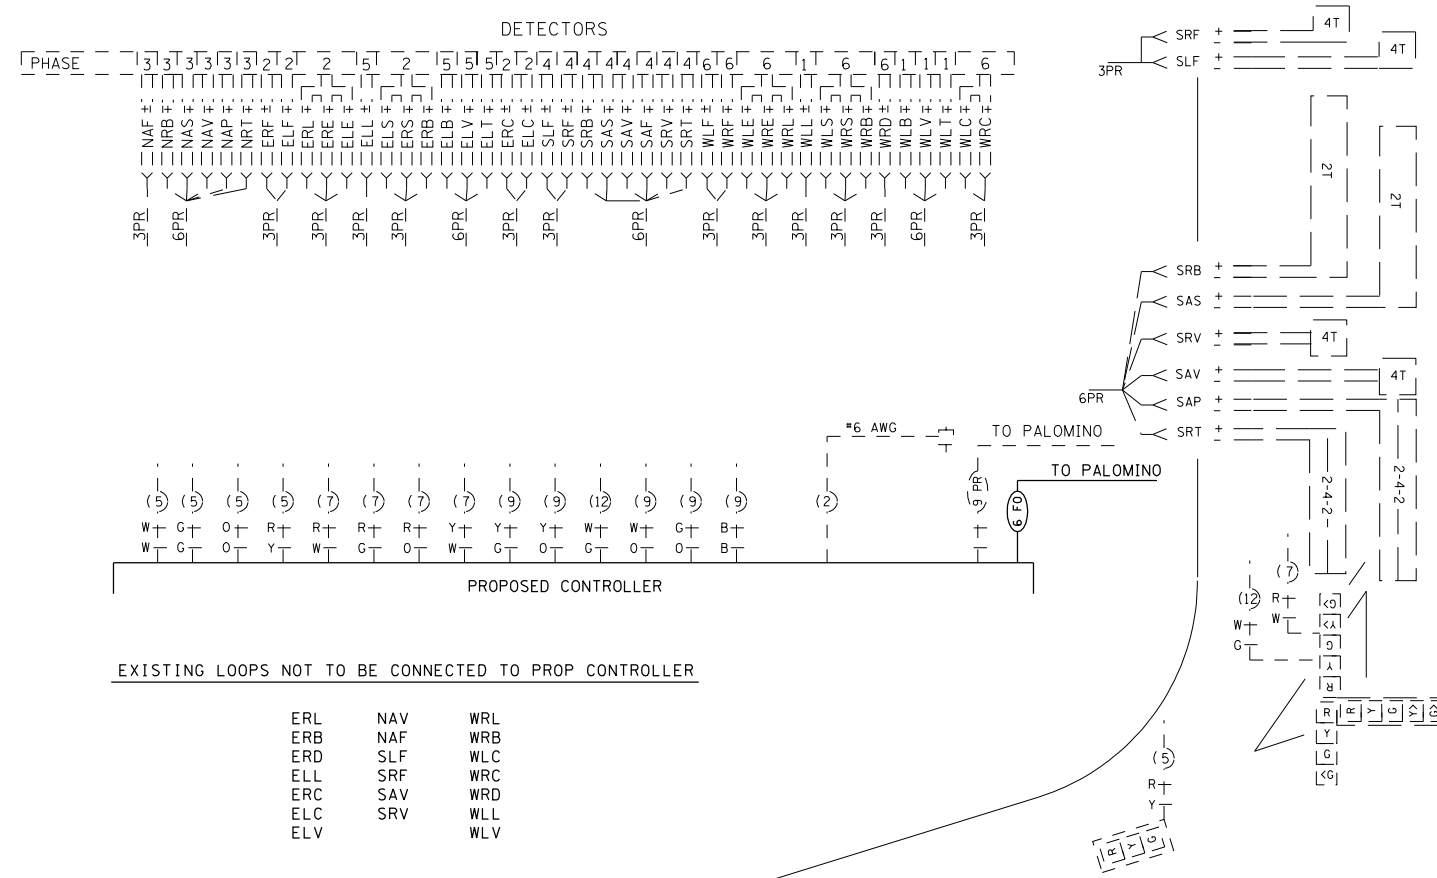 DETECTORS
PHASE 3 3 3 3 3 3 2 2 2 5 2 5 5 5 2 2 4 4 4 4 4 4 4 4 6 6 6 1 6 6 1 1 1 6
NAF ± NRB ± NAS ± NAV ± NAP ± NRT ± ERF ± ELF ± ERL ± ERE ± ELE ± ELL ± ELS ± ERS ± ERB ± ELB ± ELV ± ELT ± ERC ± ELC ± SLF ± SRF ± SRB ± SAS ± SAV ± SAF ± SRV ± SRT ± WLF ± WRF ± WLE ± WRE ± WRL ± WLL ± WLS ± WRS ± WRB ± WRD ± WLB ± WLV ± WLT ± WLC ± WRC ±
3PR 6PR 3PR 3PR 3PR 3PR 6PR 3PR 3PR 6PR 3PR 3PR 3PR 3PR 3PR 6PR 3PR
SRF + - 4T
SLF + - 4T
3PR
2T
2T
SRB + -
SAS + -
SRV + - 4T
SAV + - 4T
6PR
SAP + -
SRT + -
2-4-2
2-4-2
#6 AWG
TO PALOMINO
TO PALOMINO
(5) (5) (5) (5) (7) (7) (7) (7) (9) (9) (12) (9) (9) (9) (2) 9 PR 6 FO
W G O R R R R Y Y Y W W G B
W G O Y W G O W G O G O O B
PROPOSED CONTROLLER
(7)
(12) R
W W
G
<G
<Y
G
Y
R
R R Y G Y> G>
Y
G
<G
(5)
R
Y
R Y G
EXISTING LOOPS NOT TO BE CONNECTED TO PROP CONTROLLER
ERL NAV WRL
ERB NAF WRB
ERD SLF WLC
ELL SRF WRC
ERC SAV WRD
ELC SRV WLL
ELV WLV